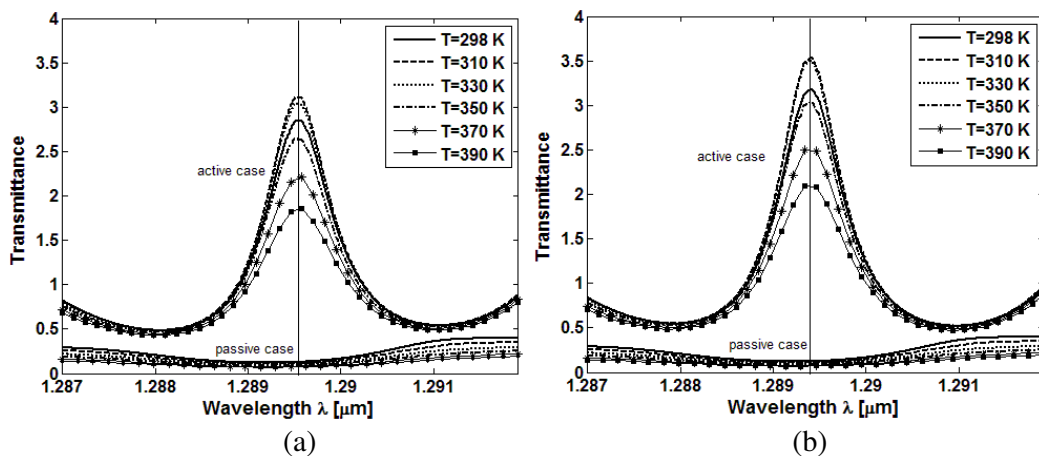 4
3.5
3
2.5
2
1.5
1
0.5
0
Transmittance
T=298 K
T=310 K
T=330 K
T=350 K
T=370 K
T=390 K
active case
passive case
1.287 1.288 1.289 1.29 1.291
Wavelength λ [μm]
(a)
4
3.5
3
2.5
2
1.5
1
0.5
0
Transmittance
T=298 K
T=310 K
T=330 K
T=350 K
T=370 K
T=390 K
active case
passive case
1.287 1.288 1.289 1.29 1.291
Wavelength λ [μm]
(b)